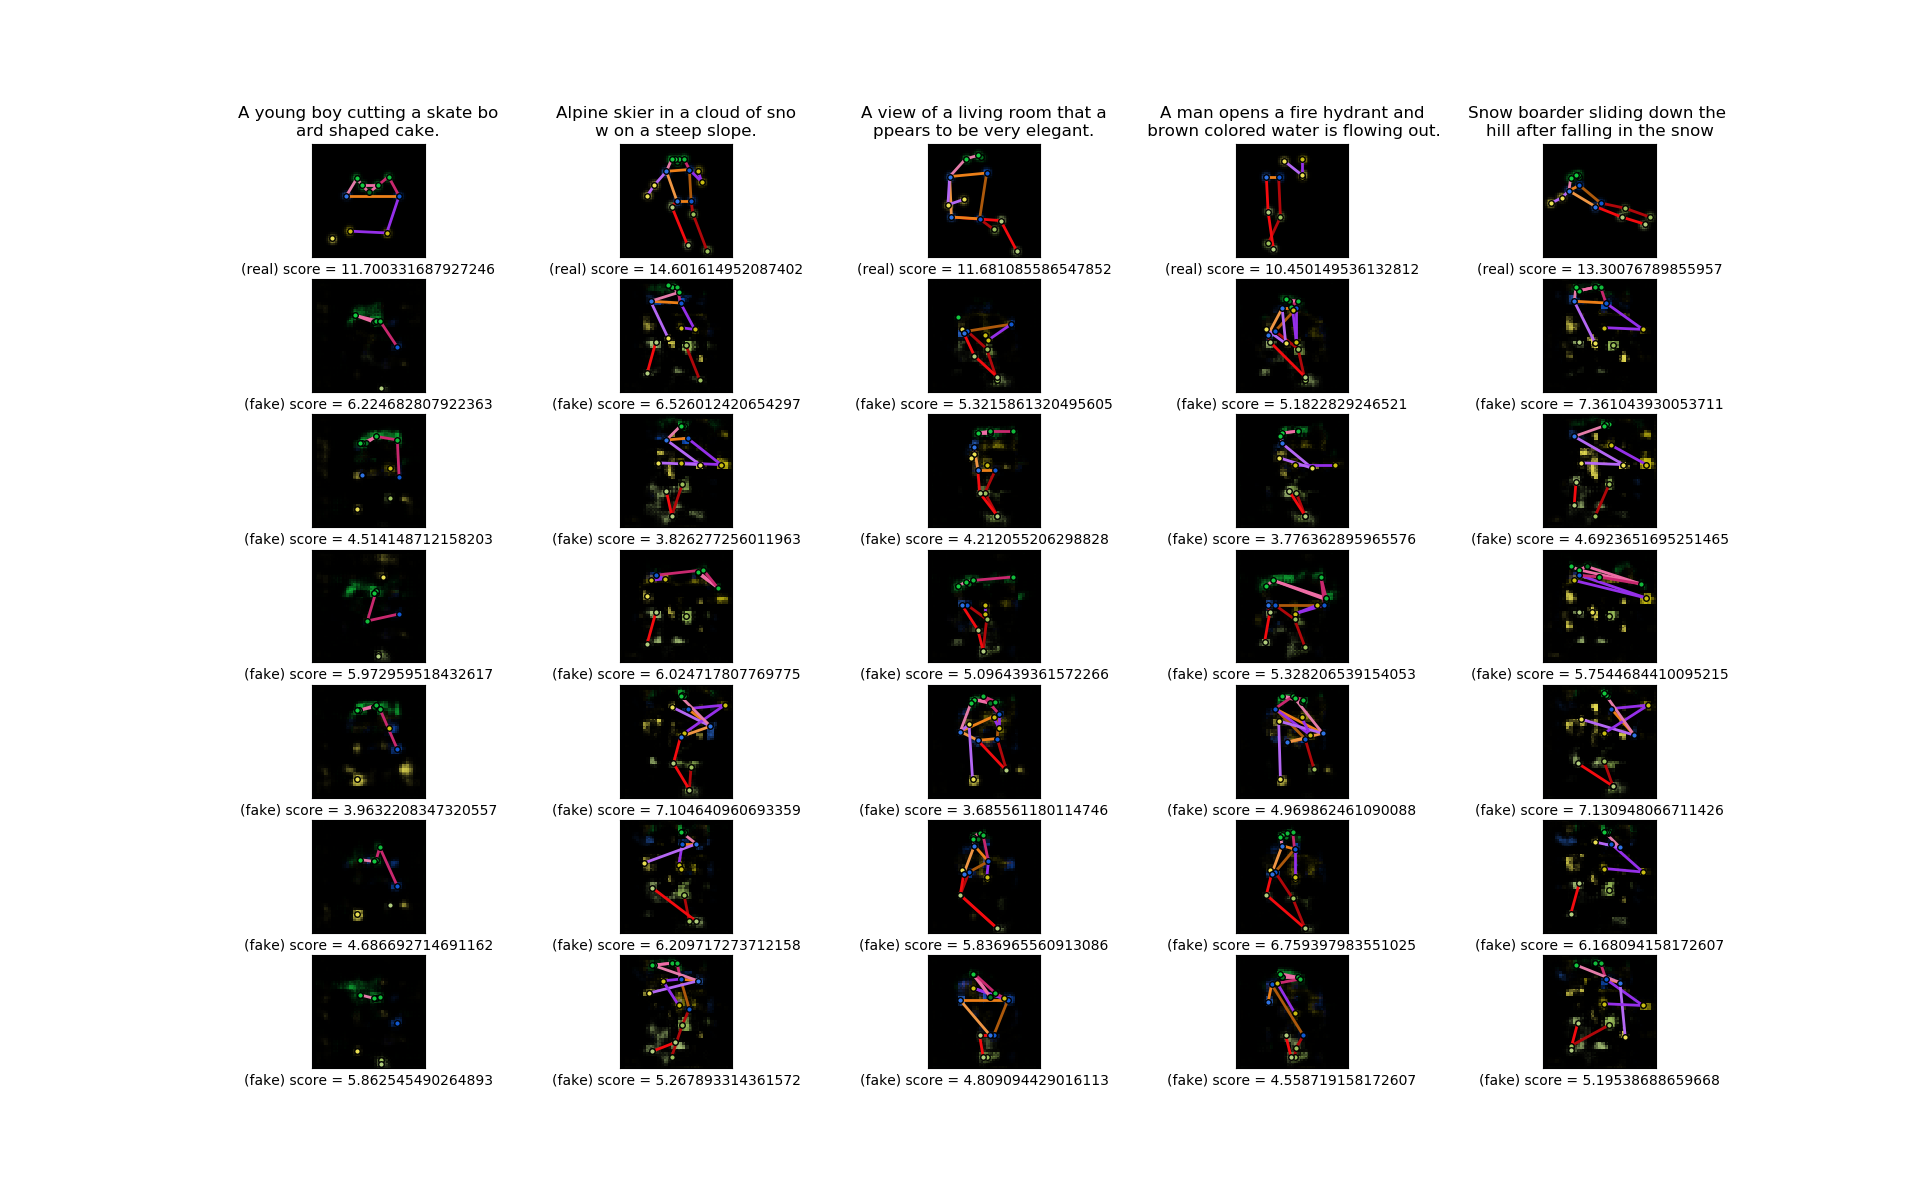 A young boy cutting a skate bo
ard shaped cake.
Alpine skier in a cloud of sno
w on a steep slope.
A view of a living room that a
ppears to be very elegant.
A man opens a fire hydrant and
brown colored water is flowing out.
Snow boarder sliding down the
hill after falling in the snow
(real) score = 11.700331687927246
(real) score = 14.601614952087402
(real) score = 11.681085586547852
(real) score = 10.450149536132812
(real) score = 13.30076789855957
(fake) score = 6.224682807922363
(fake) score = 6.526012420654297
(fake) score = 5.3215861320495605
(fake) score = 5.1822829246521
(fake) score = 7.361043930053711
(fake) score = 4.514148712158203
(fake) score = 3.826277256011963
(fake) score = 4.212055206298828
(fake) score = 3.776362895965576
(fake) score = 4.6923651695251465
(fake) score = 5.972959518432617
(fake) score = 6.024717807769775
(fake) score = 5.096439361572266
(fake) score = 5.328206539154053
(fake) score = 5.7544684410095215
(fake) score = 3.9632208347320557
(fake) score = 7.104640960693359
(fake) score = 3.685561180114746
(fake) score = 4.969862461090088
(fake) score = 7.130948066711426
(fake) score = 4.686692714691162
(fake) score = 6.209717273712158
(fake) score = 5.836965560913086
(fake) score = 6.759397983551025
(fake) score = 6.168094158172607
(fake) score = 5.862545490264893
(fake) score = 5.267893314361572
(fake) score = 4.809094429016113
(fake) score = 4.558719158172607
(fake) score = 5.19538688659668